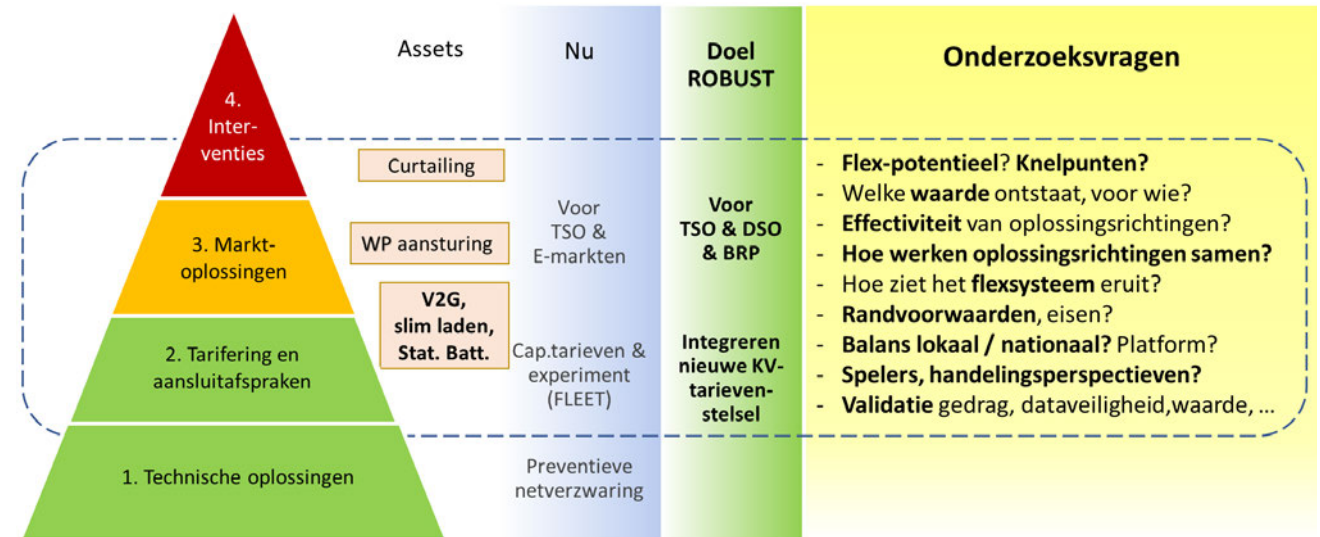 Assets
Nu
Doel
ROBUST
Onderzoeksvragen
4.
Inter-
venties
3. Markt-
oplossingen
2. Tarifering en
aansluitafspraken
1. Technische oplossingen
Curtailing
WP aansturing
V2G,
slim laden,
Stat. Batt.
Voor
TSO &
E-markten
Cap.tarieven &
experiment
(FLEET)
Preventieve
netverzwaring
Voor
TSO & DSO
& BRP
Integreren
nieuwe KV-
tarieven-
stelsel
- Flex-potentieel? Knelpunten?
- Welke waarde ontstaat, voor wie?
- Effectiviteit van oplossingsrichtingen?
- Hoe werken oplossingsrichtingen samen?
- Hoe ziet het flexsysteem eruit?
- Randvoorwaarden, eisen?
- Balans lokaal / nationaal? Platform?
- Spelers, handelingsperspectieven?
- Validatie gedrag, dataveiligheid,waarde, ...